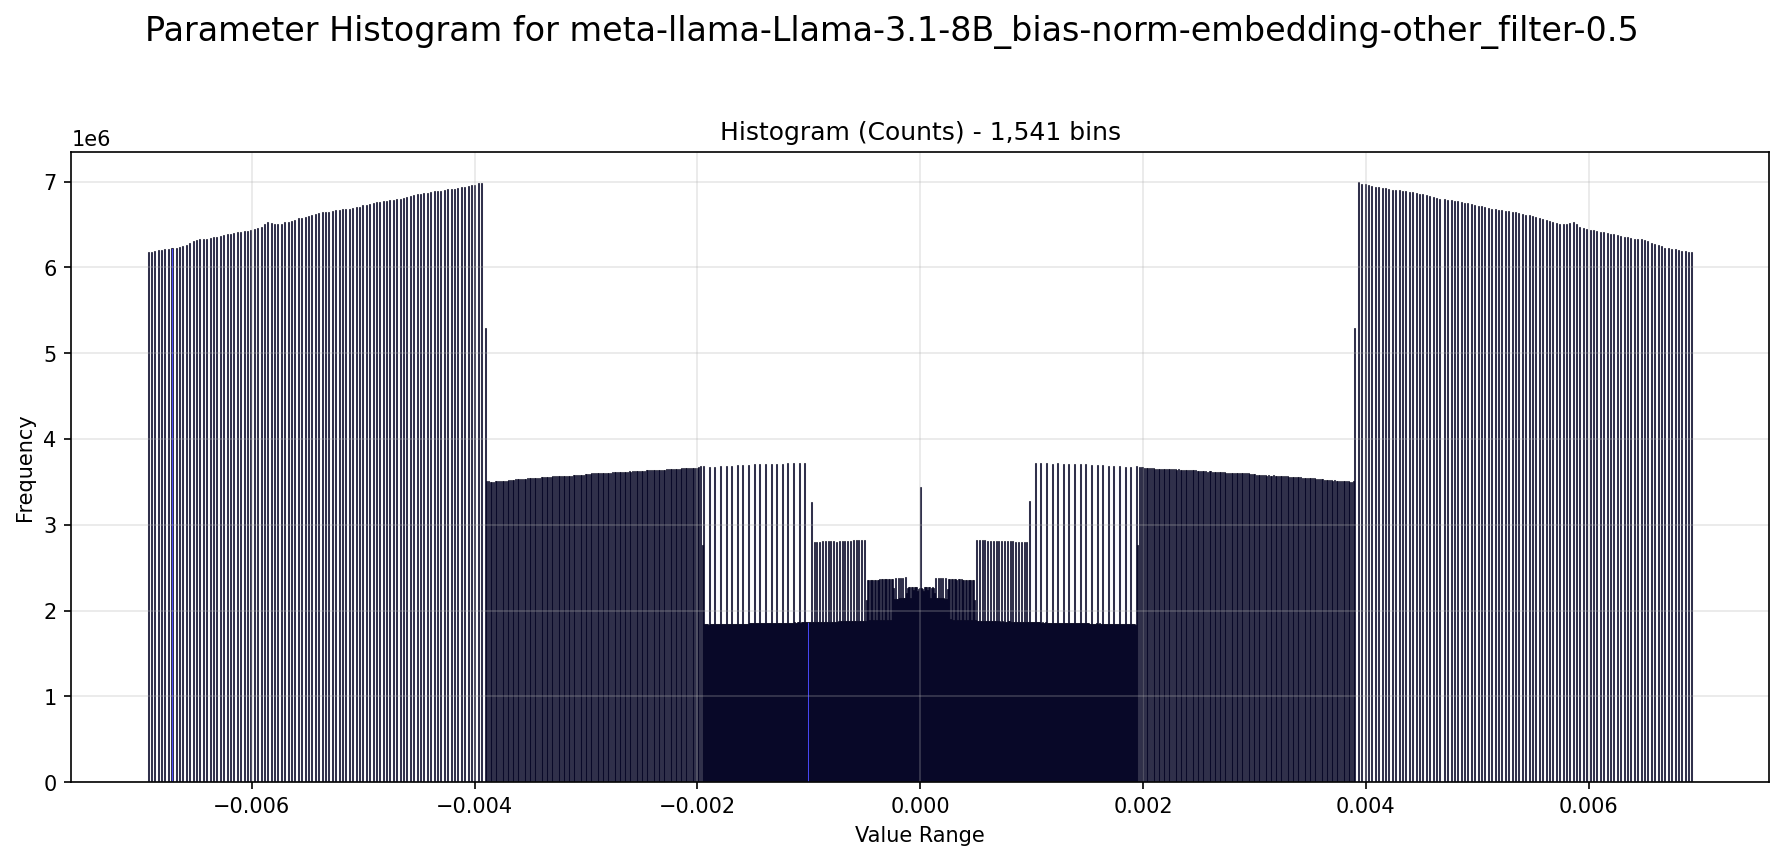 Parameter Histogram for meta-llama-Llama-3.1-8B_bias-norm-embedding-other_filter-0.5
Histogram (Counts) - 1,541 bins
1e6
7
6
5
4
3
2
1
0
Frequency
−0.006 −0.004 −0.002 0.000 0.002 0.004 0.006
Value Range